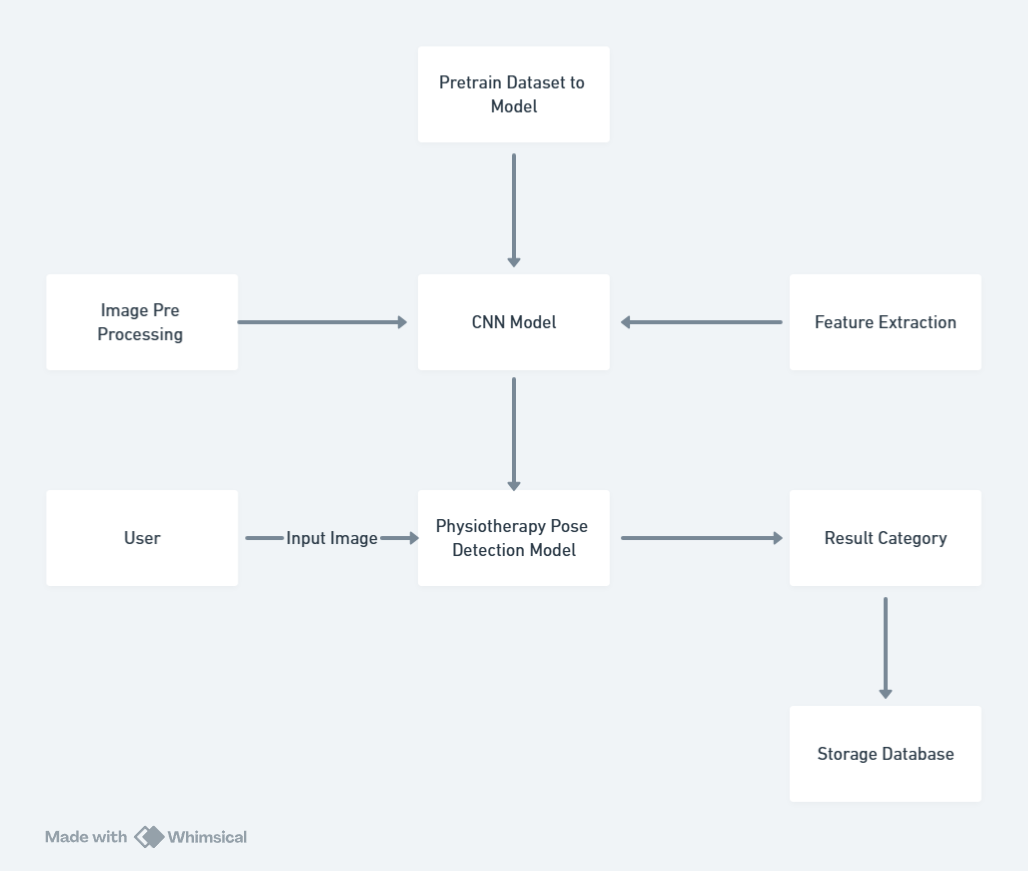 Pretrain Dataset to
Model
Image Pre
Processing
CNN Model
Feature Extraction
User
Input Image
Physiotherapy Pose
Detection Model
Result Category
Storage Database
Made with Whimsical